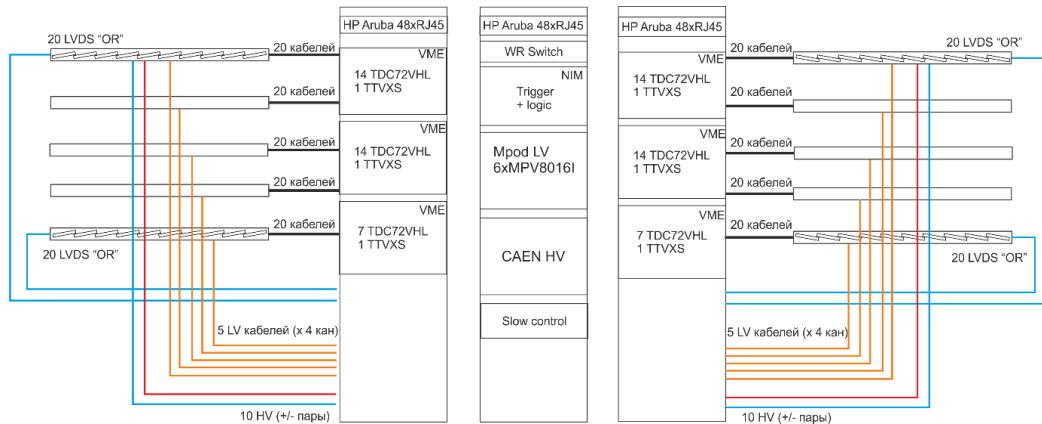 HP Aruba 48xRJ45
HP Aruba 48xRJ45
HP Aruba 48xRJ45
20 LVDS “OR”
20 кабелей
VME
14 TDC72VHL
1 TTVXS
20 кабелей
20 кабелей
VME
14 TDC72VHL
1 TTVXS
20 кабелей
20 кабелей
VME
7 TDC72VHL
1 TTVXS
20 LVDS “OR”
5 LV кабелей (x 4 кан)
10 HV (+/- пары)
WR Switch
NIM
Trigger
+ logic
Mpod LV
6xMPV8016I
CAEN HV
Slow control
VME
14 TDC72VHL
1 TTVXS
20 кабелей
20 LVDS “OR”
20 кабелей
VME
14 TDC72VHL
1 TTVXS
20 кабелей
20 кабелей
VME
7 TDC72VHL
1 TTVXS
20 кабелей
20 LVDS “OR”
5 LV кабелей (x 4 кан)
10 HV (+/- пары)